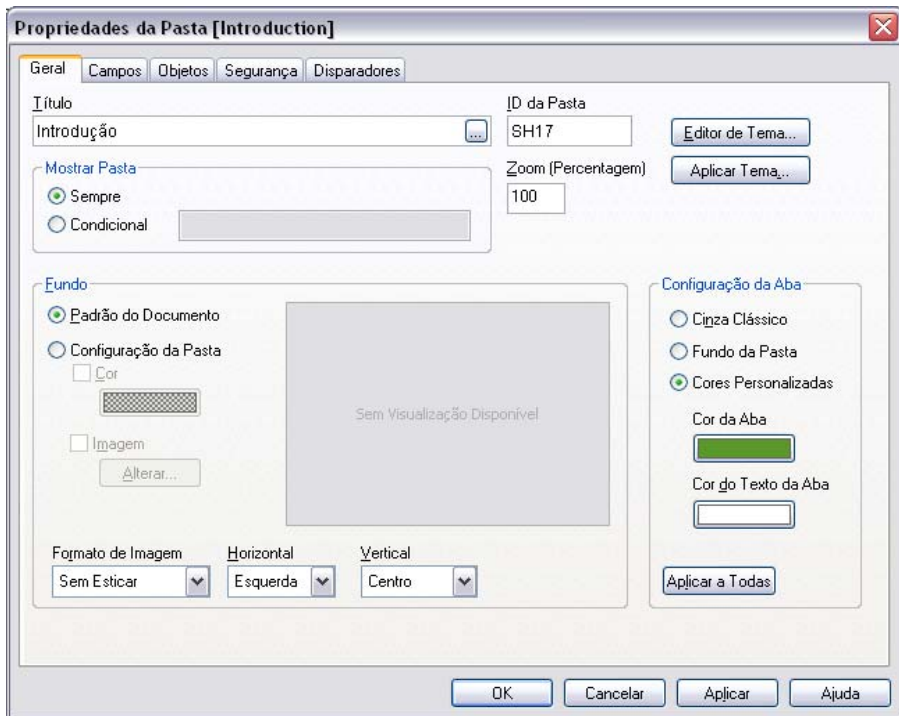 Propriedades da Pasta [Introduction]
Geral Campos Objetos Segurança Disparadores
Título
Introdução
...
ID da Pasta
SH17
Editor de Tema...
Mostrar Pasta
Sempre
Condicional
Zoom (Percentagem)
100
Aplicar Tema...
Fundo
Padrão do Documento
Configuração da Pasta
Cor
Imagem
Alterar...
Sem Visualização Disponível
Formato de Imagem
Sem Esticar
Horizontal
Esquerda
Vertical
Centro
Configuração da Aba
Cinza Clássico
Fundo da Pasta
Cores Personalizadas
Cor da Aba
Cor do Texto da Aba
Aplicar a Todas
OK Cancelar Aplicar Ajuda